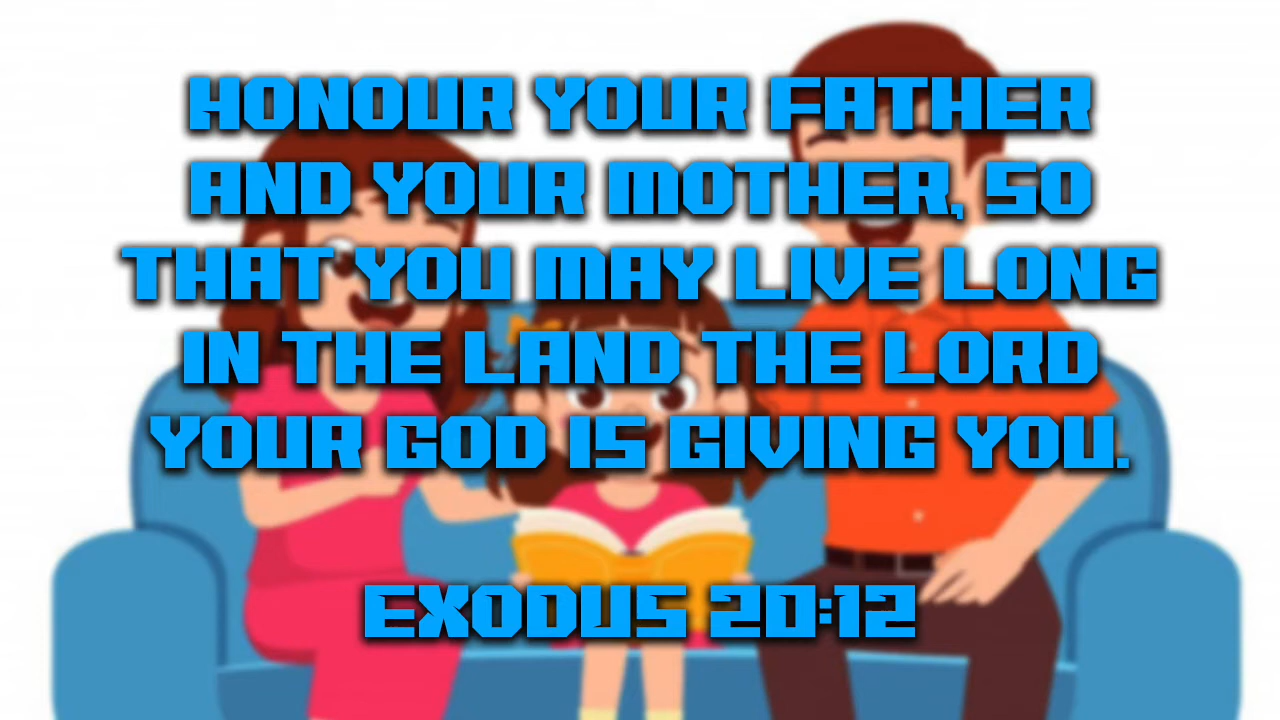 HONOUR YOUR FATHER
AND YOUR MOTHER, SO
THAT YOU MAY LIVE LONG
IN THE LAND THE LORD
YOUR GOD IS GIVING YOU.
EXODUS 20:12